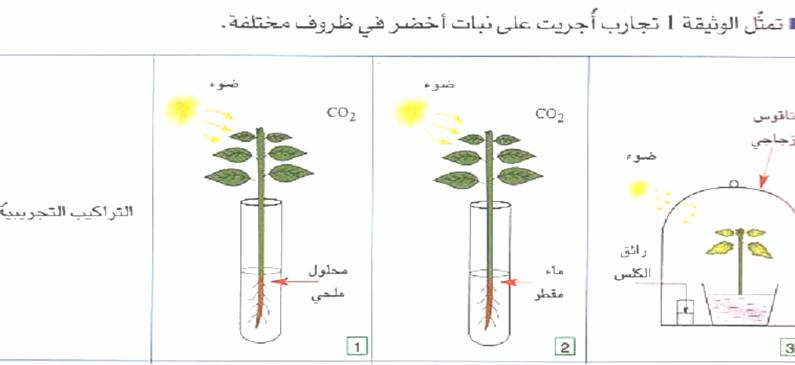 تمثّل الوثيقة 1 تجارب أُجريت على نبات أخضر في ظروف مختلفة.
التراكيب التجريبية
ضوء
CO2
محلول
ملحي
1
ضوء
CO2
ماء
مقطر
2
ناقوس
زجاجي
ضوء
رائق
الكلس
3